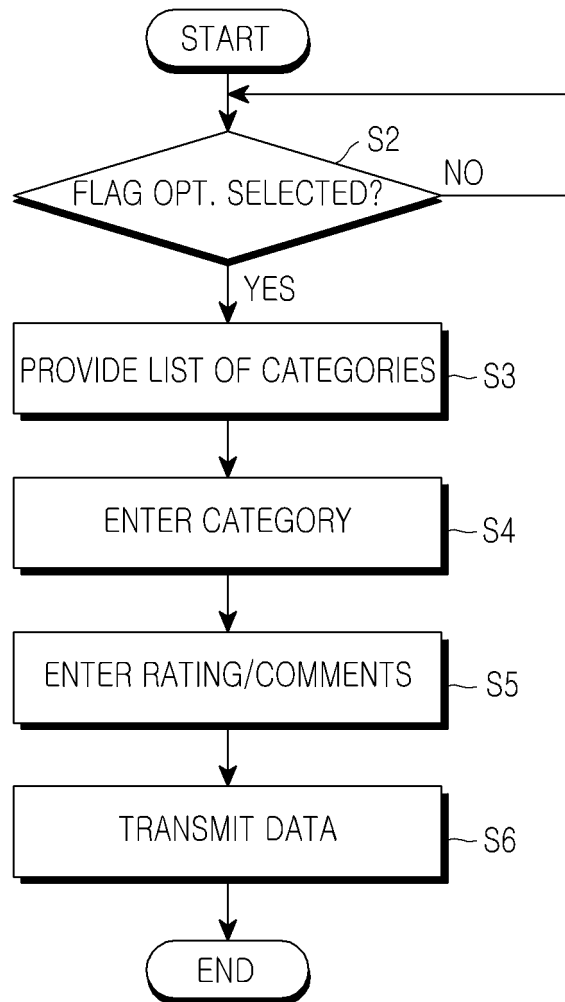 START
S2
FLAG OPT. SELECTED?
NO
YES
PROVIDE LIST OF CATEGORIES
S3
ENTER CATEGORY
S4
ENTER RATING/COMMENTS
S5
TRANSMIT DATA
S6
END